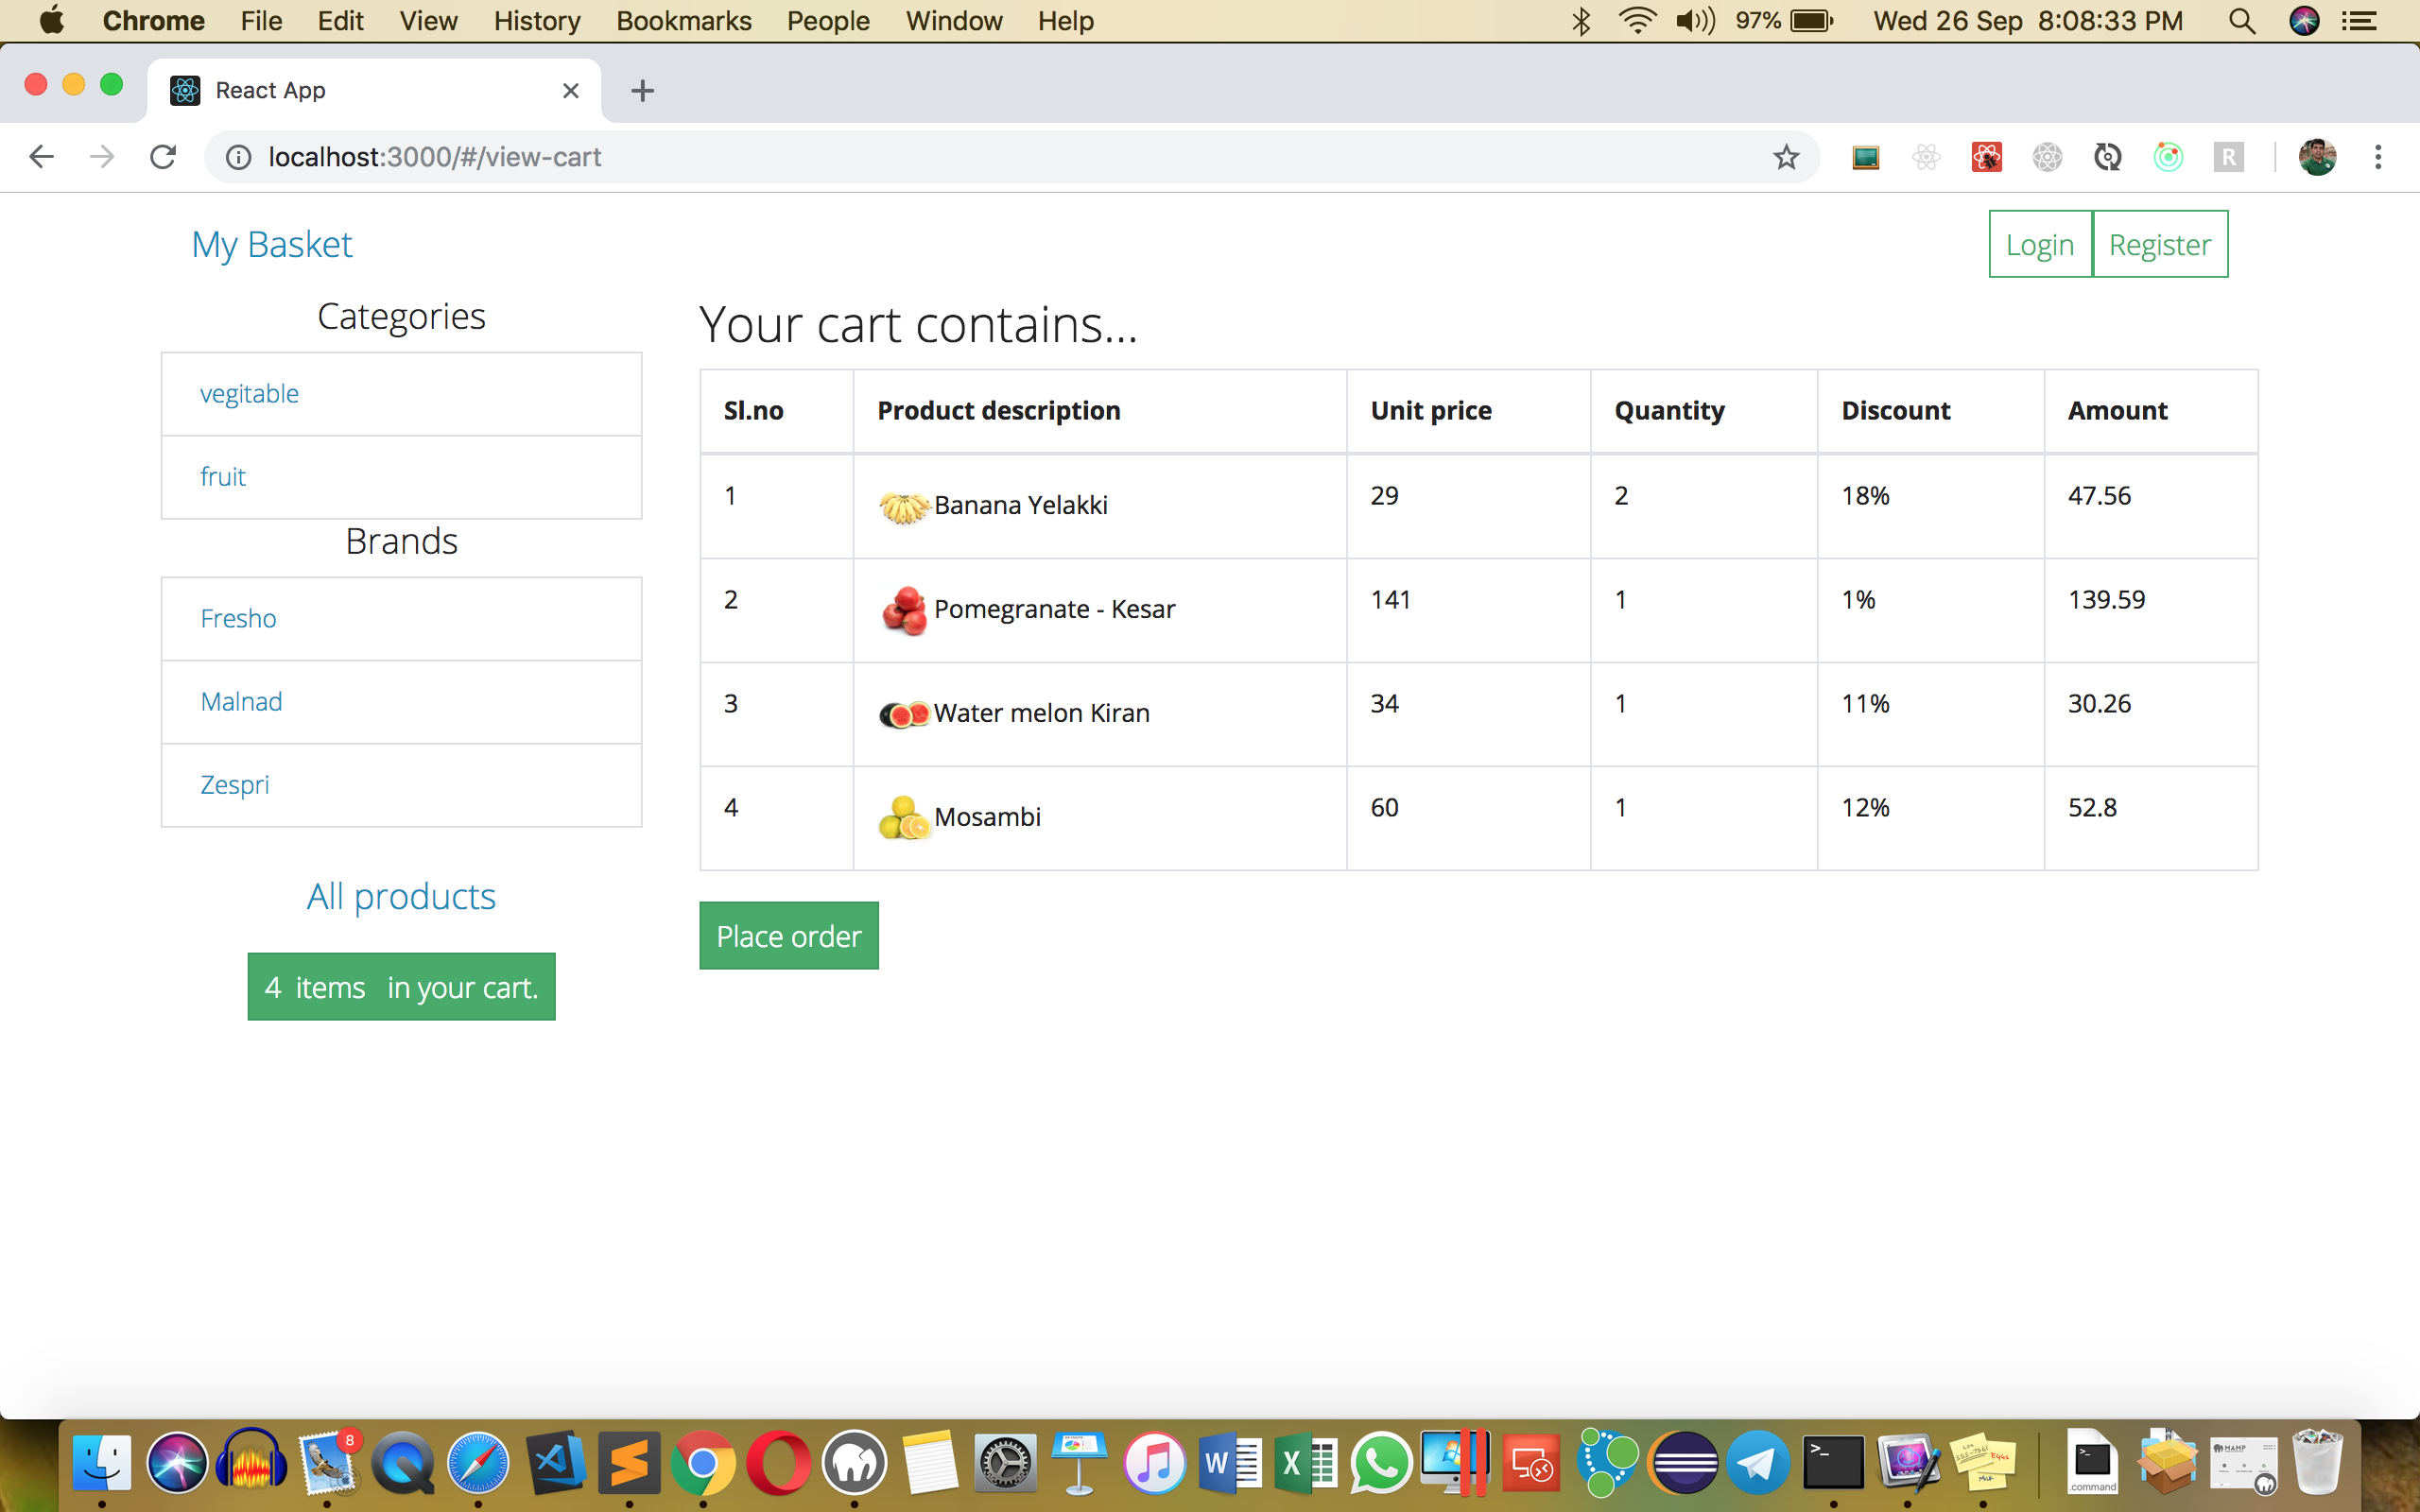 Chrome File Edit View History Bookmarks People Window Help 97% Wed 26 Sep 8:08:33 PM
React App
localhost:3000/#/view-cart
R
My Basket
Login Register
Categories
vegitable
fruit
Brands
Fresho
Malnad
Zespri
All products
4 items in your cart.
Your cart contains...
Sl.no Product description Unit price Quantity Discount Amount
1 Banana Yelakki 29 2 18% 47.56
2 Pomegranate - Kesar 141 1 1% 139.59
3 Water melon Kiran 34 1 11% 30.26
4 Mosambi 60 1 12% 52.8
Place order
8
W
X
>_
.command
MAMP